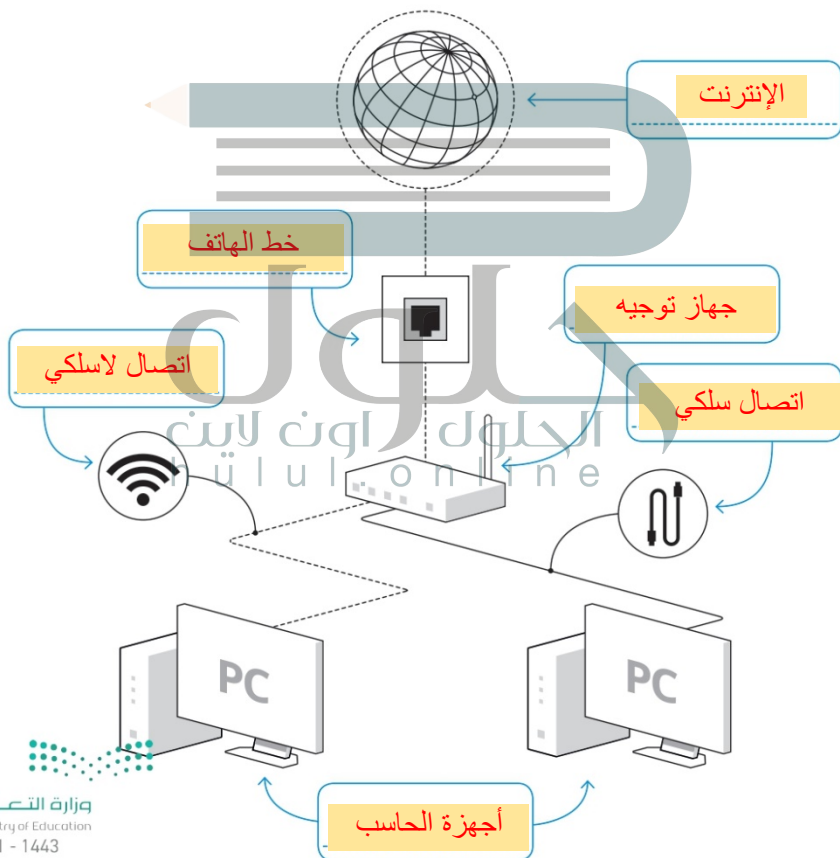 الإنترنت
خط الهاتف
جهاز توجيه
اتصال لاسلكي
اتصال سلكي
حلول
الحلول اون لاين
hulul.online
PC
PC
أجهزة الحاسب
وزارة التعـ
try of Education
1 - 1443